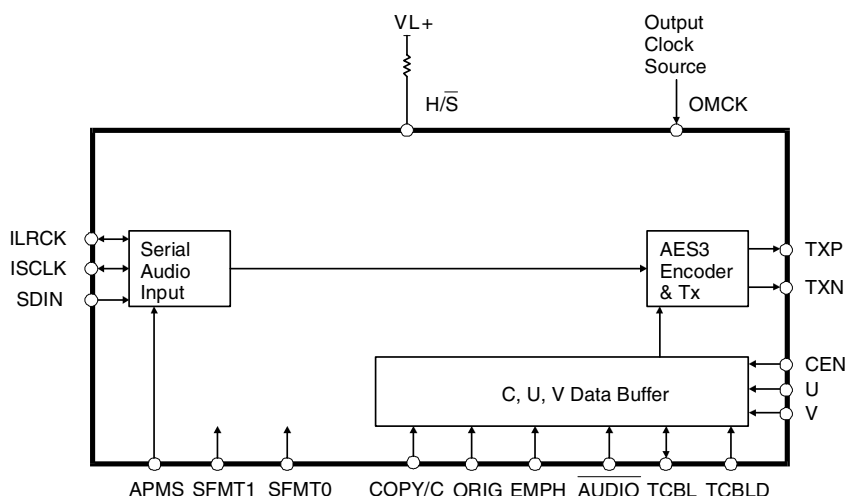 VL+
Output
Clock
Source
H/S̅
OMCK
ILRCK
ISCLK
SDIN
Serial
Audio
Input
AES3
Encoder
& Tx
TXP
TXN
CEN
U
V
C, U, V Data Buffer
APMS SFMT1 SFMT0 COPY/C ORIG EMPH A̅U̅D̅I̅O̅ TCBL TCBLD